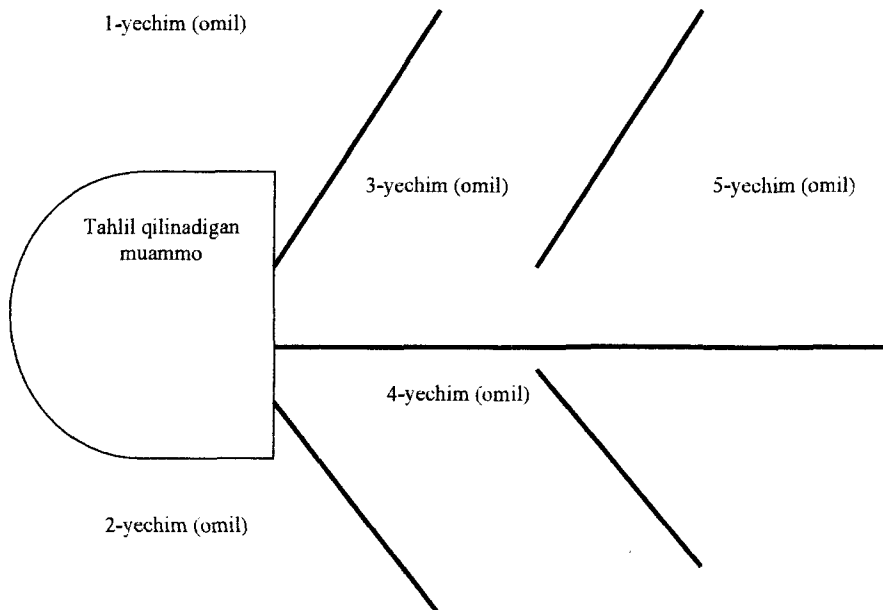 1-yechim (omil)
3-yechim (omil)
5-yechim (omil)
Tahlil qilinadigan
muammo
4-yechim (omil)
2-yechim (omil)